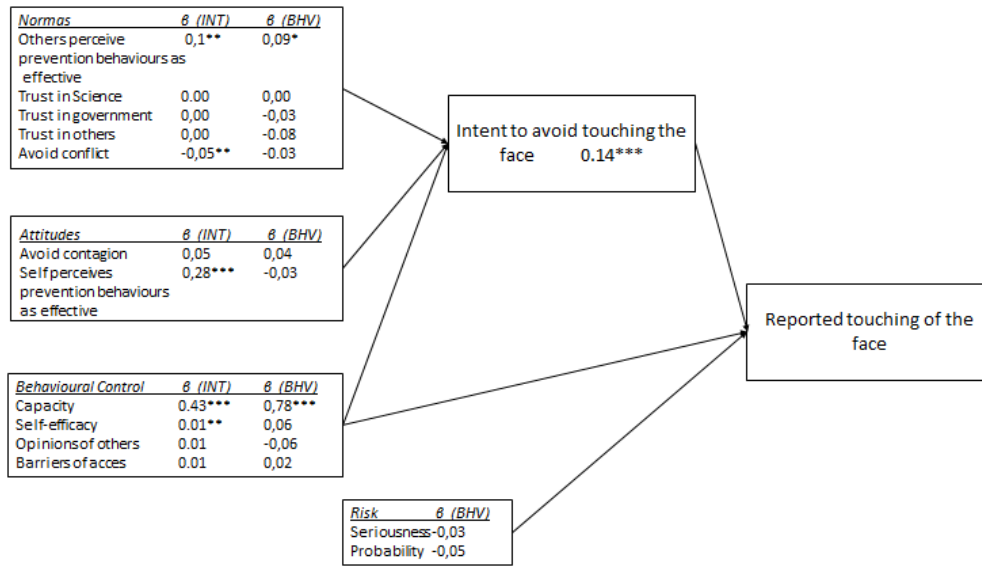 Normas β (INT) β (BHV)
Others perceive 0,1** 0,09*
prevention behaviours as
effective
Trust in Science 0.00 0,00
Trust in government 0,00 -0,03
Trust in others 0,00 -0.08
Avoid conflict -0,05** -0.03
Intent to avoid touching the
face 0.14***
Attitudes β (INT) β (BHV)
Avoid contagion 0,05 0,04
Self perceives 0,28*** -0,03
prevention behaviours
as effective
Reported touching of the
face
Behavioural Control β (INT) β (BHV)
Capacity 0.43*** 0,78***
Self-efficacy 0.01** 0,06
Opinions of others 0.01 -0,06
Barriers of acces 0.01 0,02
Risk β (BHV)
Seriousness -0,03
Probability -0,05